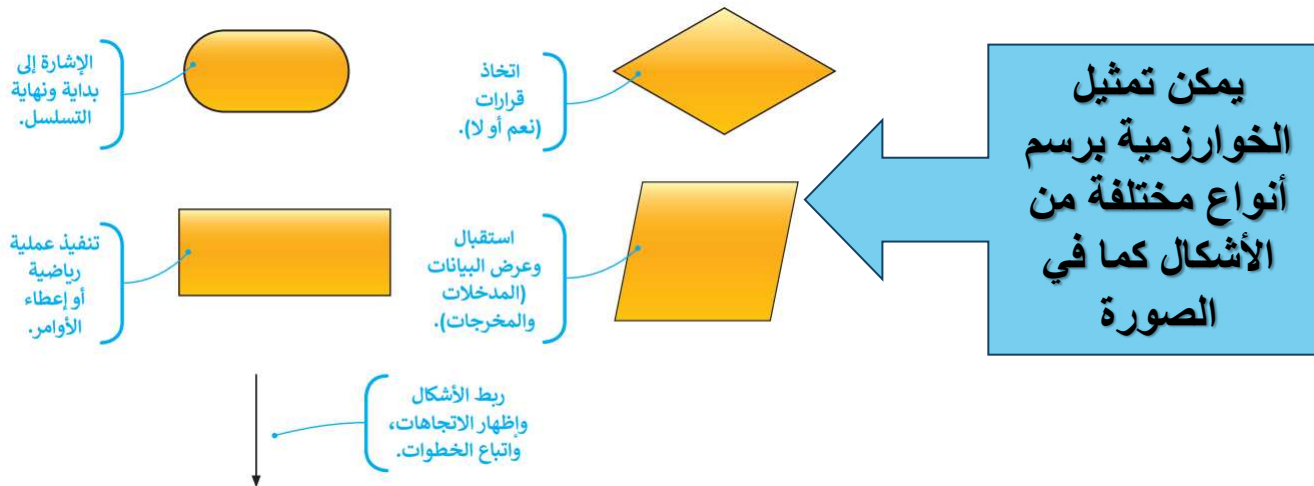 يمكن تمثيل
الخوارزمية برسم
أنواع مختلفة من
الأشكال كما في
الصورة
اتخاذ
قرارات
(نعم أو لا).
الإشارة إلى
بداية ونهاية
التسلسل.
استقبال
وعرض البيانات
(المدخلات
والمخرجات).
تنفيذ عملية
رياضية
أو إعطاء
الأوامر.
ربط الأشكال
وإظهار الاتجاهات،
واتباع الخطوات.